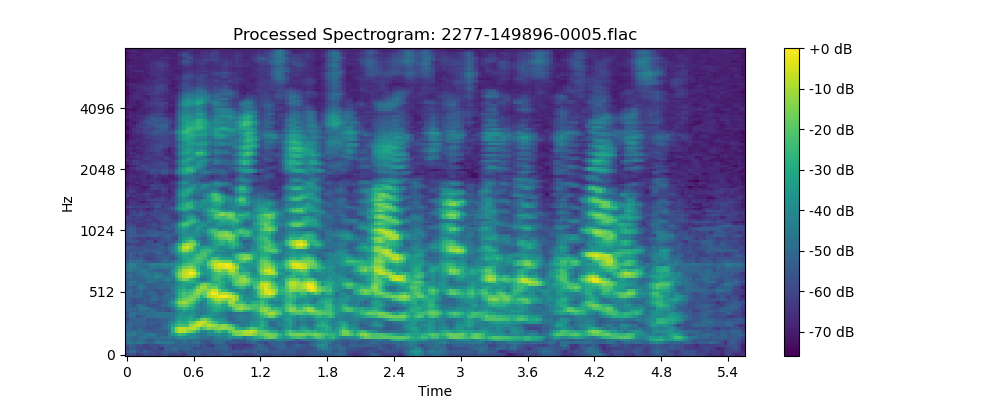 Processed Spectrogram: 2277-149896-0005.flac
+0 dB
-10 dB
-20 dB
-30 dB
-40 dB
-50 dB
-60 dB
-70 dB
Hz
4096
2048
1024
512
0
0 0.6 1.2 1.8 2.4 3 3.6 4.2 4.8 5.4
Time